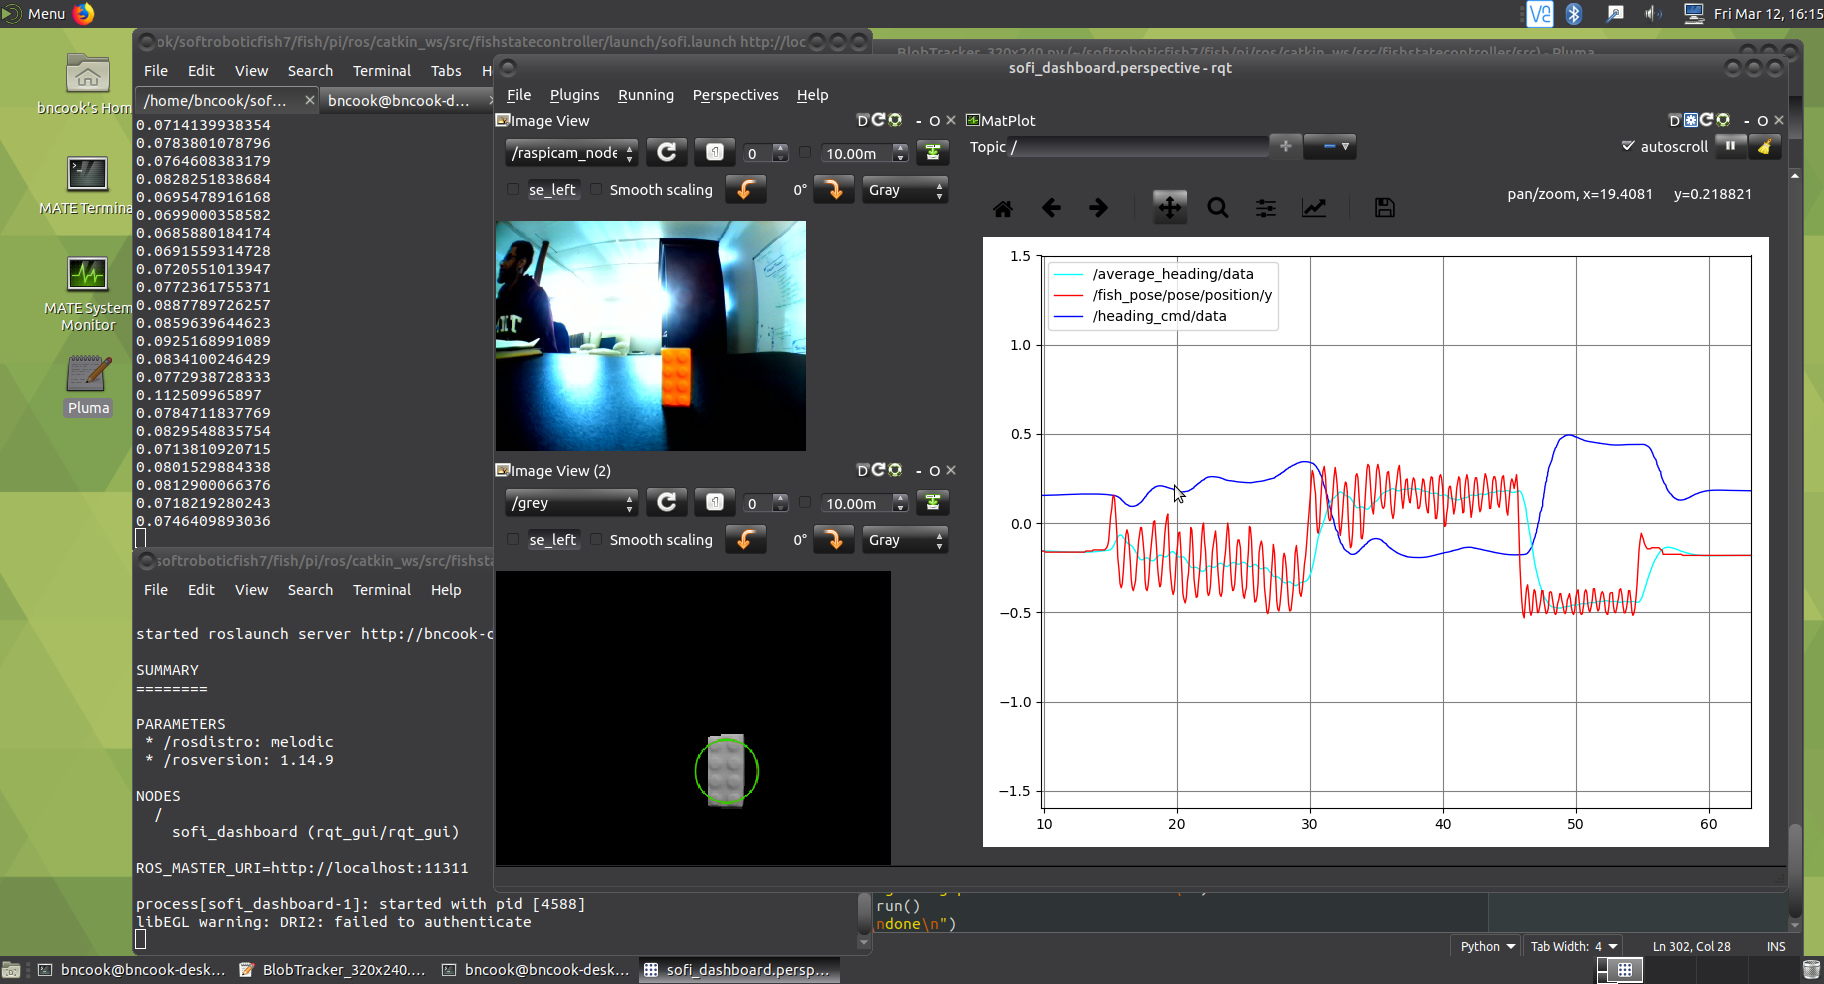 Menu
Fri Mar 12, 16:15
bncook's Hom
MATE Termina
MATE System
Monitor
Pluma
ok/softroboticfish7/fish/pi/ros/catkin_ws/src/fishstatecontroller/launch/sofi.launch http://loc
File Edit View Search Terminal Tabs H
/home/bncook/sof... × bncook@bncook-d...
0.0714139938354
0.0783801078796
0.0764608383179
0.0828251838684
0.0695478916168
0.0699000358582
0.0685880184174
0.0691559314728
0.0720551013947
0.0772361755371
0.0887789726257
0.0859639644623
0.0925168991089
0.0834100246429
0.0772938728333
0.112509965897
0.0784711837769
0.0829548835754
0.0713810920715
0.0801529884338
0.0812900066376
0.0718219280243
0.0746409893036
softroboticfish7/fish/pi/ros/catkin_ws/src/fishsta
File Edit View Search Terminal Help
started roslaunch server http://bncook-c
SUMMARY
========
PARAMETERS
* /rosdistro: melodic
* /rosversion: 1.14.9
NODES
/
sofi_dashboard (rqt_gui/rqt_gui)
ROS_MASTER_URI=http://localhost:11311
process[sofi_dashboard-1]: started with pid [4588]
libEGL warning: DRI2: failed to authenticate
BlobTracker_320x240.py (~/softroboticfish7/fish/pi/ros/catkin_ws/src/fishstatecontroller/src) - Pluma
sofi_dashboard.perspective - rqt
File Plugins Running Perspectives Help
Image View
D - O ×
/raspicam_node
0
10.00m
se_left Smooth scaling 0° Gray
Image View (2)
D - O ×
/grey
0
10.00m
se_left Smooth scaling 0° Gray
MatPlot
D - O ×
Topic /
autoscroll
pan/zoom, x=19.4081 y=0.218821
/average_heading/data
/fish_pose/pose/position/y
/heading_cmd/data
1.5
1.0
0.5
0.0
−0.5
−1.0
−1.5
10 20 30 40 50 60
run()
\ndone\n")
Python Tab Width: 4 Ln 302, Col 28 INS
bncook@bncook-desk... BlobTracker_320x240.... bncook@bncook-desk... sofi_dashboard.persp...